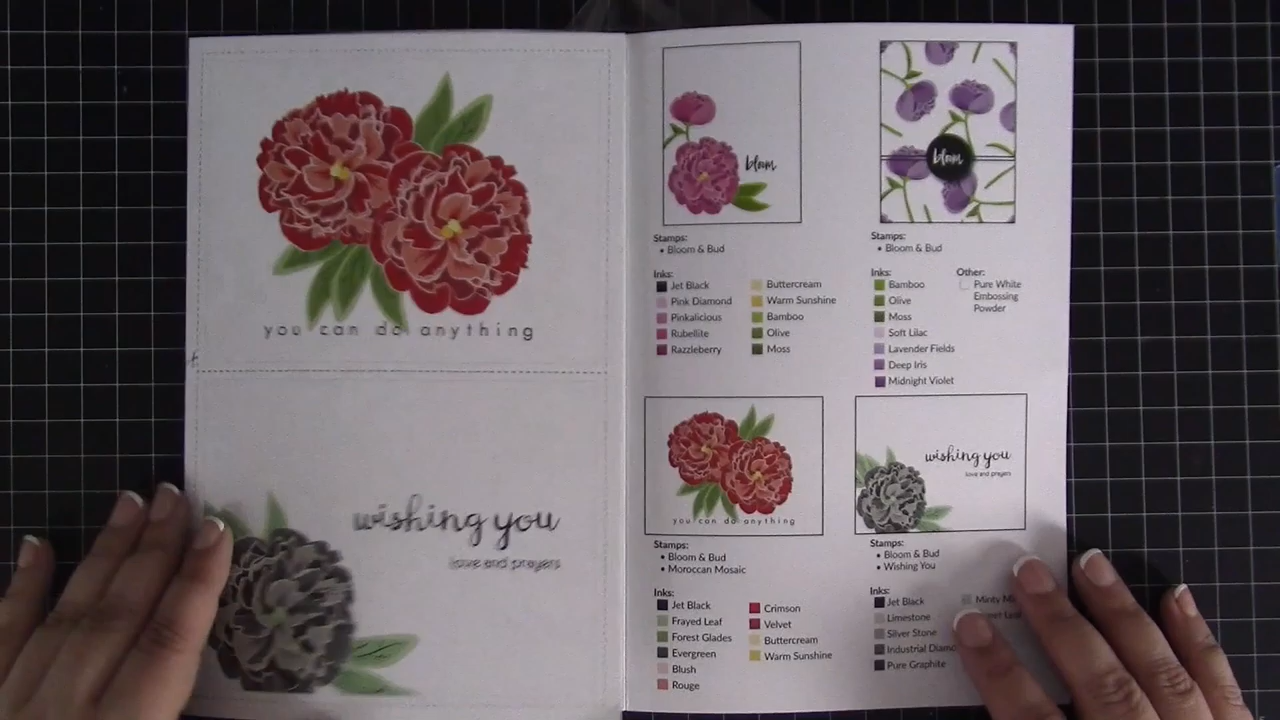 you can do anything
wishing you
love and prayers
bloom
Stamps:
• Bloom & Bud
Inks:
Jet Black
Pink Diamond
Pinkalicious
Rubellite
Razzleberry
Buttercream
Warm Sunshine
Bamboo
Olive
Moss
bloom
Stamps:
• Bloom & Bud
Inks:
Bamboo
Olive
Moss
Soft Lilac
Lavender Fields
Deep Iris
Midnight Violet
Other:
Pure White
Embossing
Powder
you can do anything
Stamps:
• Bloom & Bud
• Moroccan Mosaic
Inks:
Jet Black
Frayed Leaf
Forest Glades
Evergreen
Blush
Rouge
Crimson
Velvet
Buttercream
Warm Sunshine
wishing you
love and prayers
Stamps:
• Bloom & Bud
• Wishing You
Inks:
Jet Black
Limestone
Silver Stone
Industrial
Pure Graphite
Minty